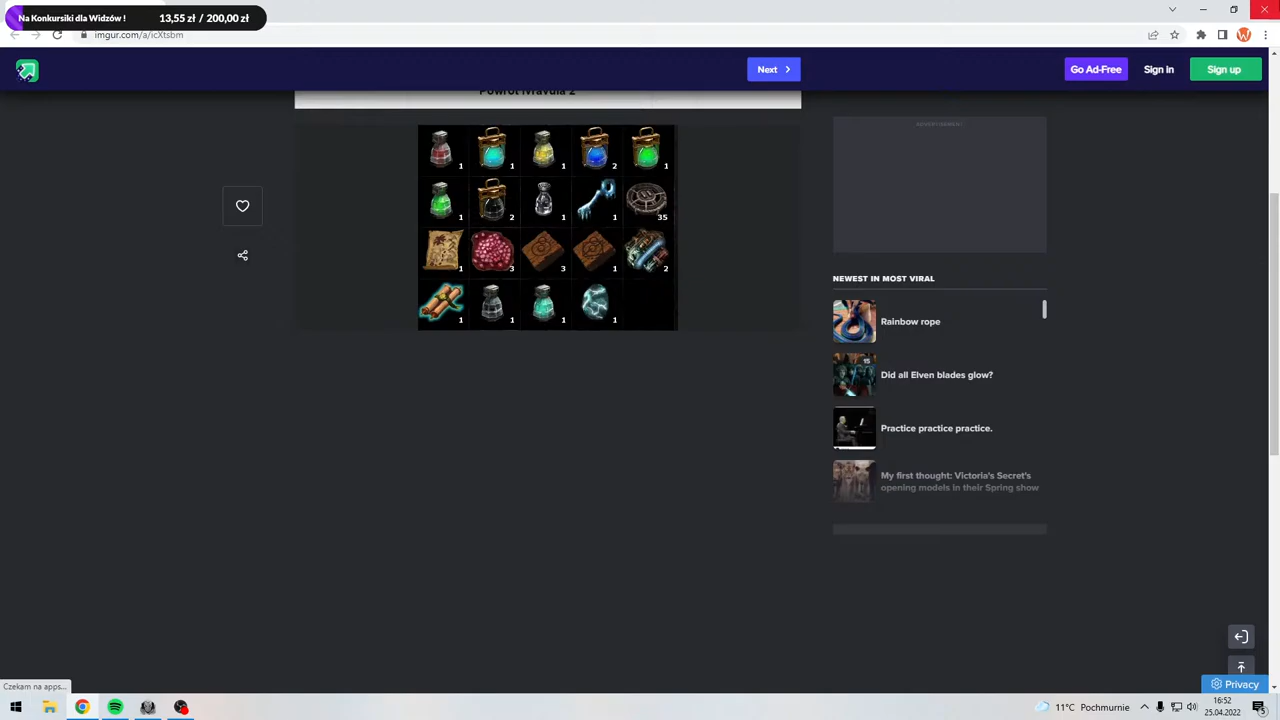 Na Konkursiki dla Widzów !
13,55 zł / 200,00 zł
imgur.com/a/icXtsbm
Next
Go Ad-Free
Sign in
Sign up
ADVERTISEMENT
1 1 1 2 1
1 2 1 1 35
1 3 3 1 2
1 1 1 1
NEWEST IN MOST VIRAL
Rainbow rope
15
Did all Elven blades glow?
Practice practice practice.
My first thought: Victoria's Secret's
opening models in their Spring show
Privacy
Czekam na apps...
11°C Pochmurnie
16:52
25.04.2022
5